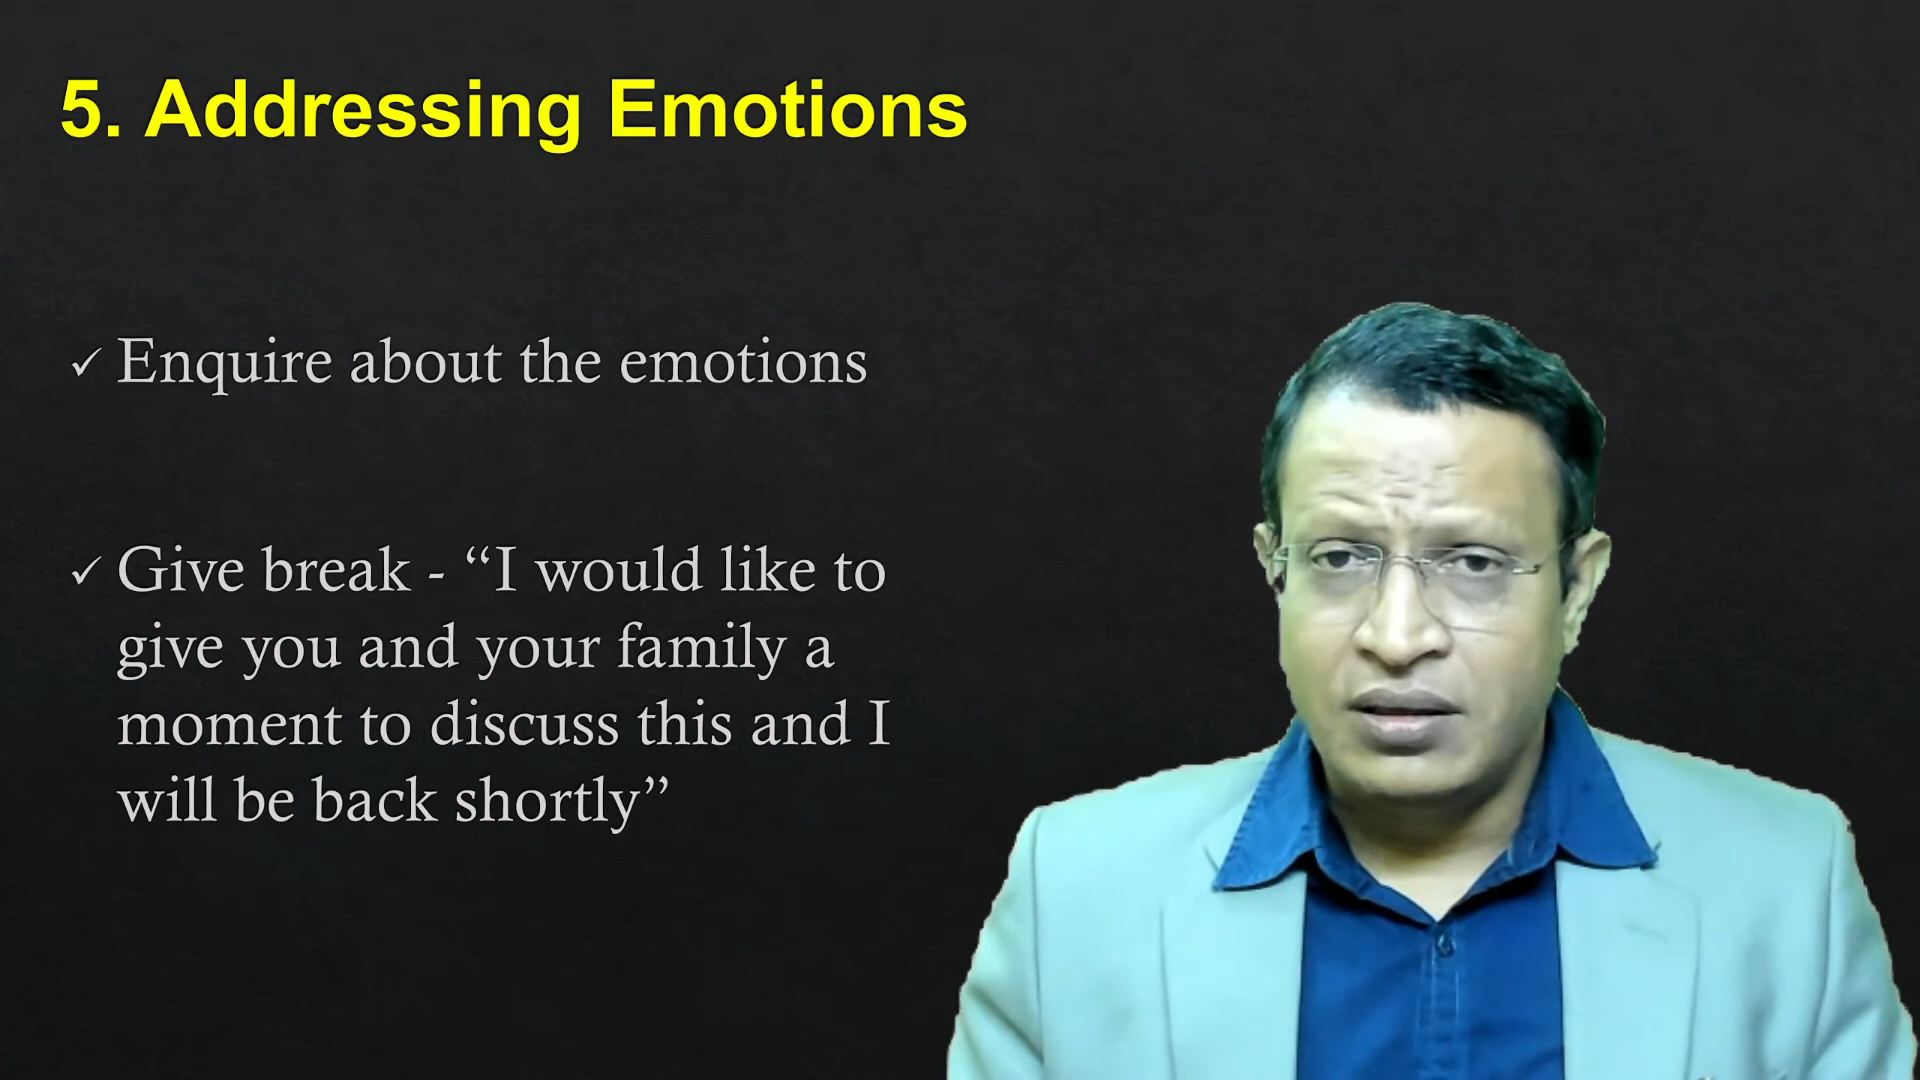 5. Addressing Emotions
✓ Enquire about the emotions
✓ Give break - “I would like to
give you and your family a
moment to discuss this and I
will be back shortly”